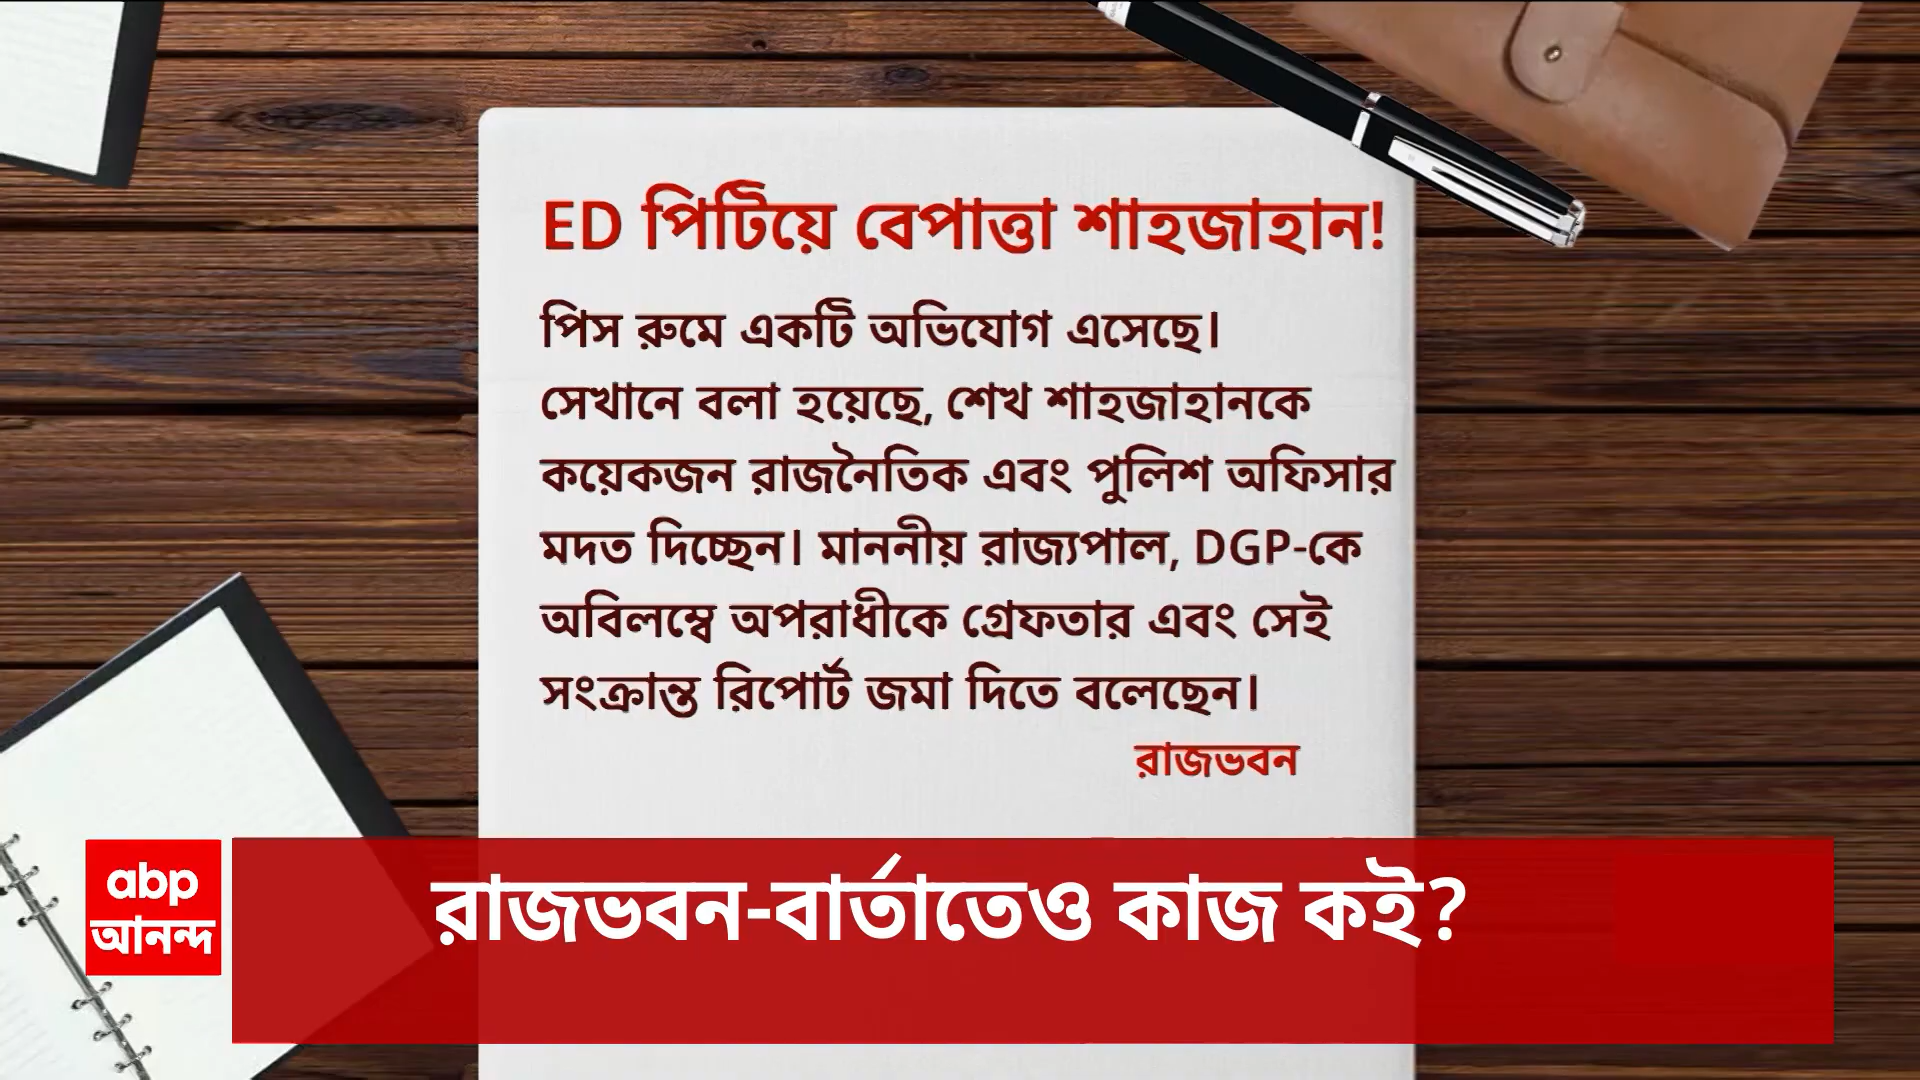 ED পিটিয়ে বেপাত্তা শাহজাহান!
পিস রুমে একটি অভিযোগ এসেছে।
সেখানে বলা হয়েছে, শেখ শাহজাহানকে
কয়েকজন রাজনৈতিক এবং পুলিশ অফিসার
মদত দিচ্ছেন। মাননীয় রাজ্যপাল, DGP-কে
অবিলম্বে অপরাধীকে গ্রেফতার এবং সেই
সংক্রান্ত রিপোর্ট জমা দিতে বলেছেন।
রাজভবন
abp
আনন্দ
রাজভবন-বার্তাতেও কাজ কই?